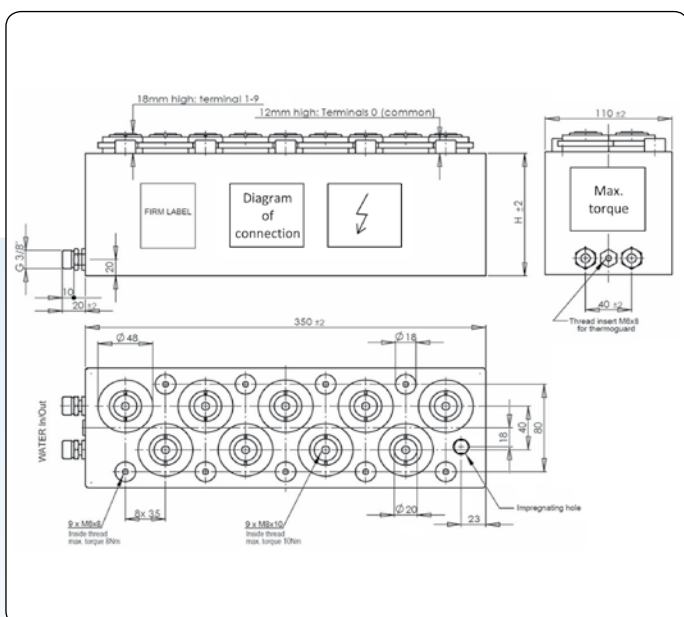 18mm high: terminal 1-9
12mm high: Terminals 0 (common)
110 ±2
FIRM LABEL
Diagram
of
connection
Max.
torque
H ±2
G 3/8"
20
10
20 ±2
40 ±2
Thread insert M6x8
for thermoguard
350 ±2
Ø 48
Ø 18
WATER In/Out
18
40
80
9 x M6x8
Inside thread
max. torque 8Nm
8x 35
9 x M8x10
Inside thread
max. torque 10Nm
Ø 20
23
Impregnating hole